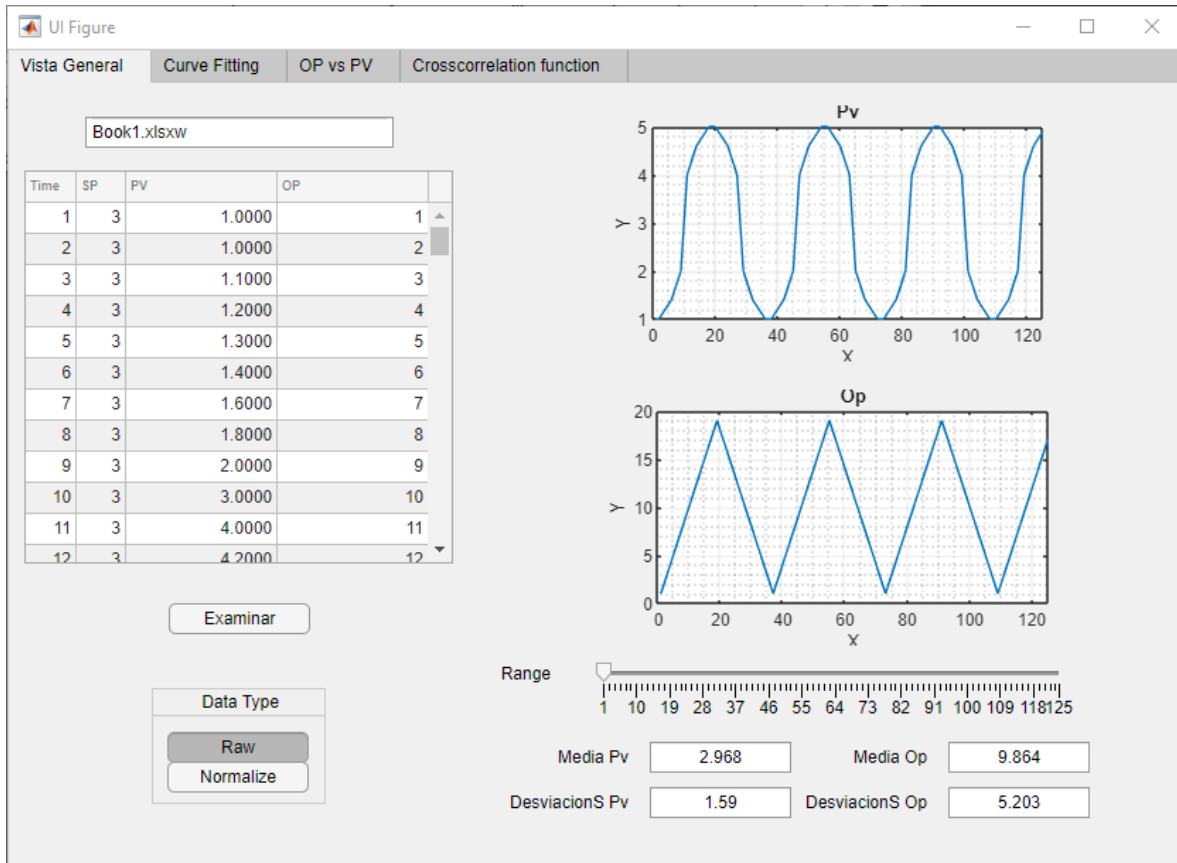 UI Figure
Vista General Curve Fitting OP vs PV Crosscorrelation function
Book1.xlsxw
Time SP PV OP
1 3 1.0000 1
2 3 1.0000 2
3 3 1.1000 3
4 3 1.2000 4
5 3 1.3000 5
6 3 1.4000 6
7 3 1.6000 7
8 3 1.8000 8
9 3 2.0000 9
10 3 3.0000 10
11 3 4.0000 11
12 3 4.2000 12
Examinar
Data Type
Raw
Normalize
Pv
5
4
3
2
1
Y
0 20 40 60 80 100 120
X
Op
20
15
10
5
0
Y
0 20 40 60 80 100 120
X
Range
1 10 19 28 37 46 55 64 73 82 91 100 109 118 125
Media Pv 2.968 Media Op 9.864
DesviacionS Pv 1.59 DesviacionS Op 5.203